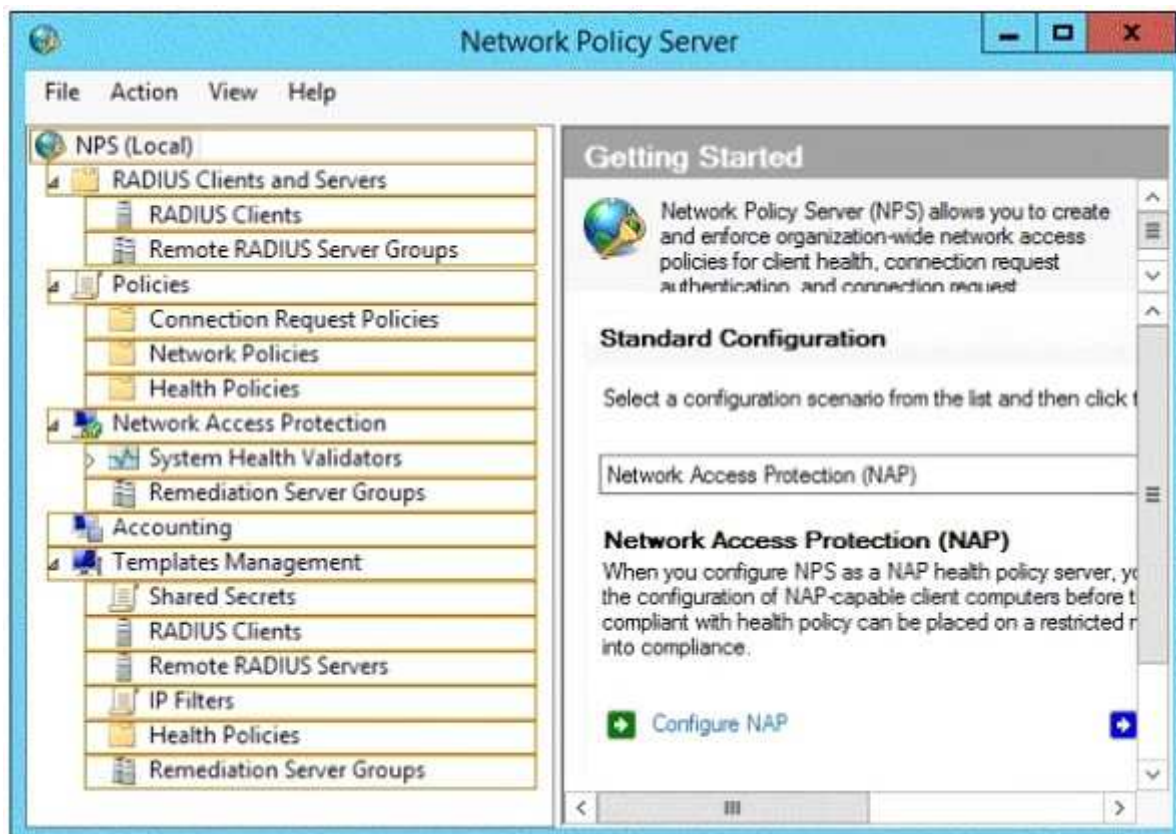 Network Policy Server
File Action View Help
NPS (Local)
RADIUS Clients and Servers
RADIUS Clients
Remote RADIUS Server Groups
Policies
Connection Request Policies
Network Policies
Health Policies
Network Access Protection
System Health Validators
Remediation Server Groups
Accounting
Templates Management
Shared Secrets
RADIUS Clients
Remote RADIUS Servers
IP Filters
Health Policies
Remediation Server Groups
Getting Started
Network Policy Server (NPS) allows you to create
and enforce organization-wide network access
policies for client health, connection request
authentication, and connection request
Standard Configuration
Select a configuration scenario from the list and then click
Network Access Protection (NAP)
Network Access Protection (NAP)
When you configure NPS as a NAP health policy server,
the configuration of NAP-capable client computers before
compliant with health policy can be placed on a restricted
into compliance.
Configure NAP